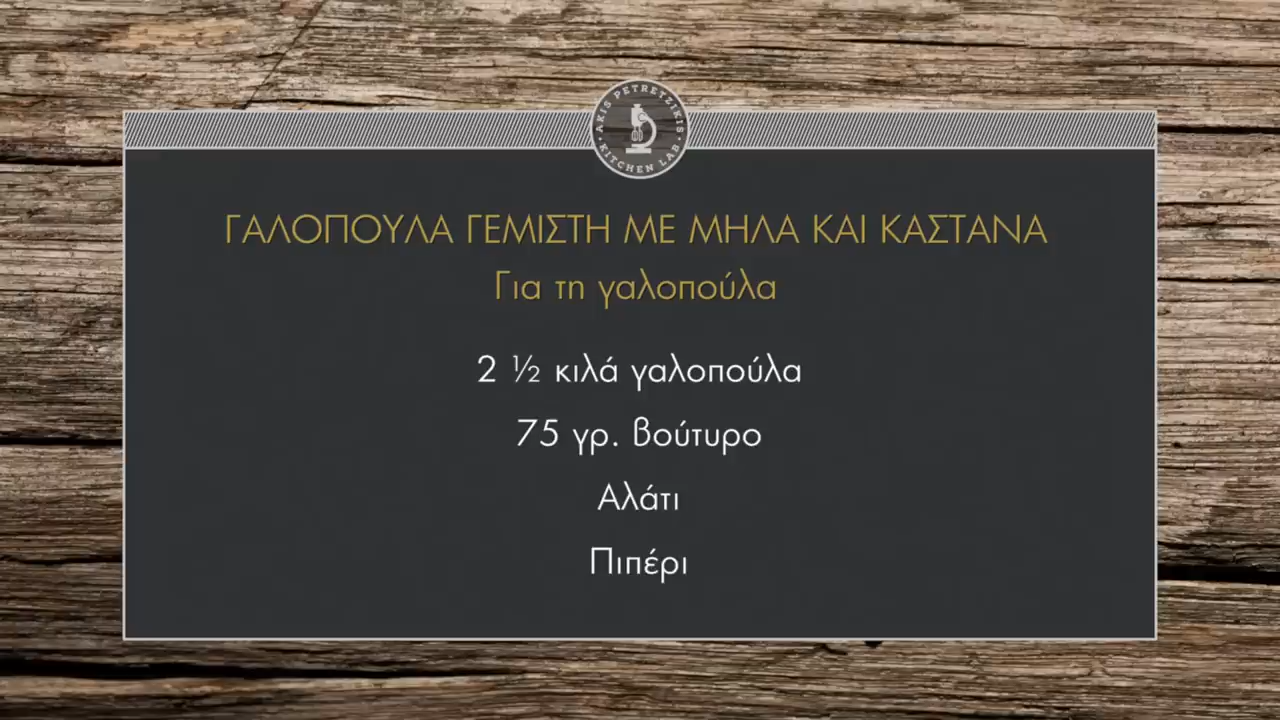 AKIS PETRETZIKIS
KITCHEN LAB
ΓΑΛΟΠΟΥΛΑ ΓΕΜΙΣΤΗ ΜΕ ΜΗΛΑ ΚΑΙ ΚΑΣΤΑΝΑ
Για τη γαλοπούλα
2 ½ κιλά γαλοπούλα
75 γρ. βούτυρο
Αλάτι
Πιπέρι